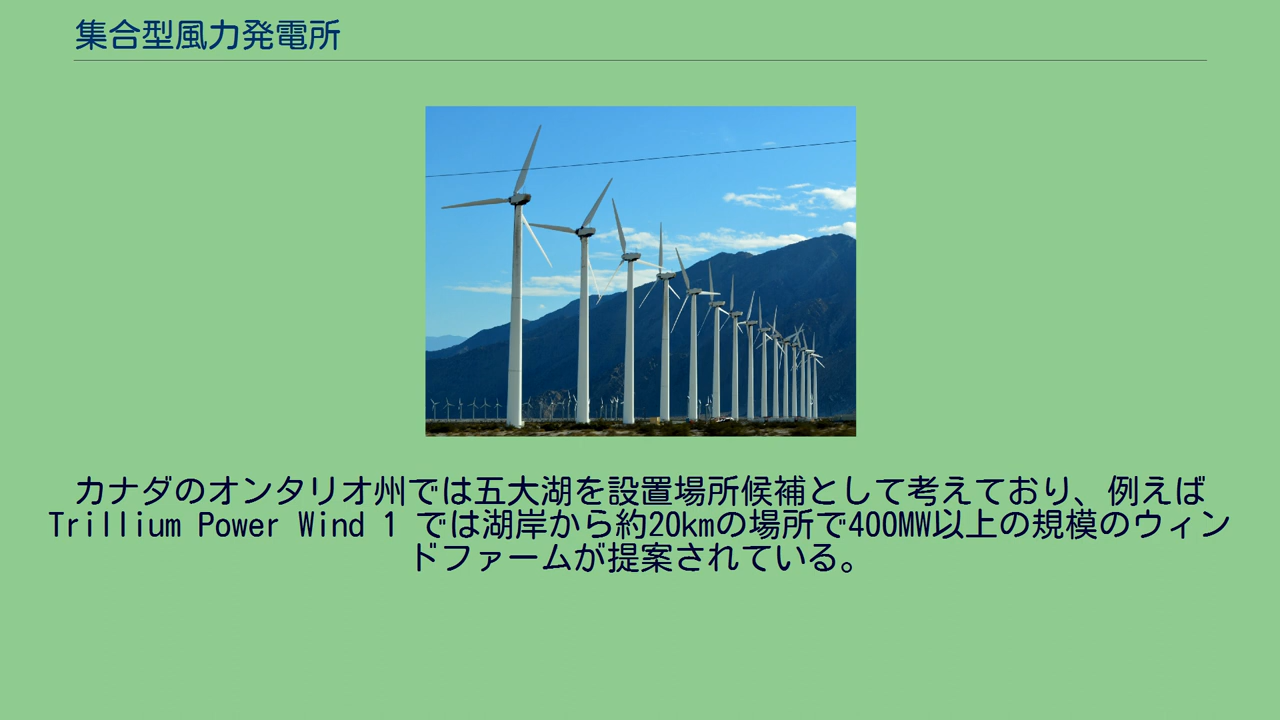 集合型風力発電所
カナダのオンタリオ州では五大湖を設置場所候補として考えており、例えば
Trillium Power Wind 1 では湖岸から約20kmの場所で400MW以上の規模のウィン
ドファームが提案されている。